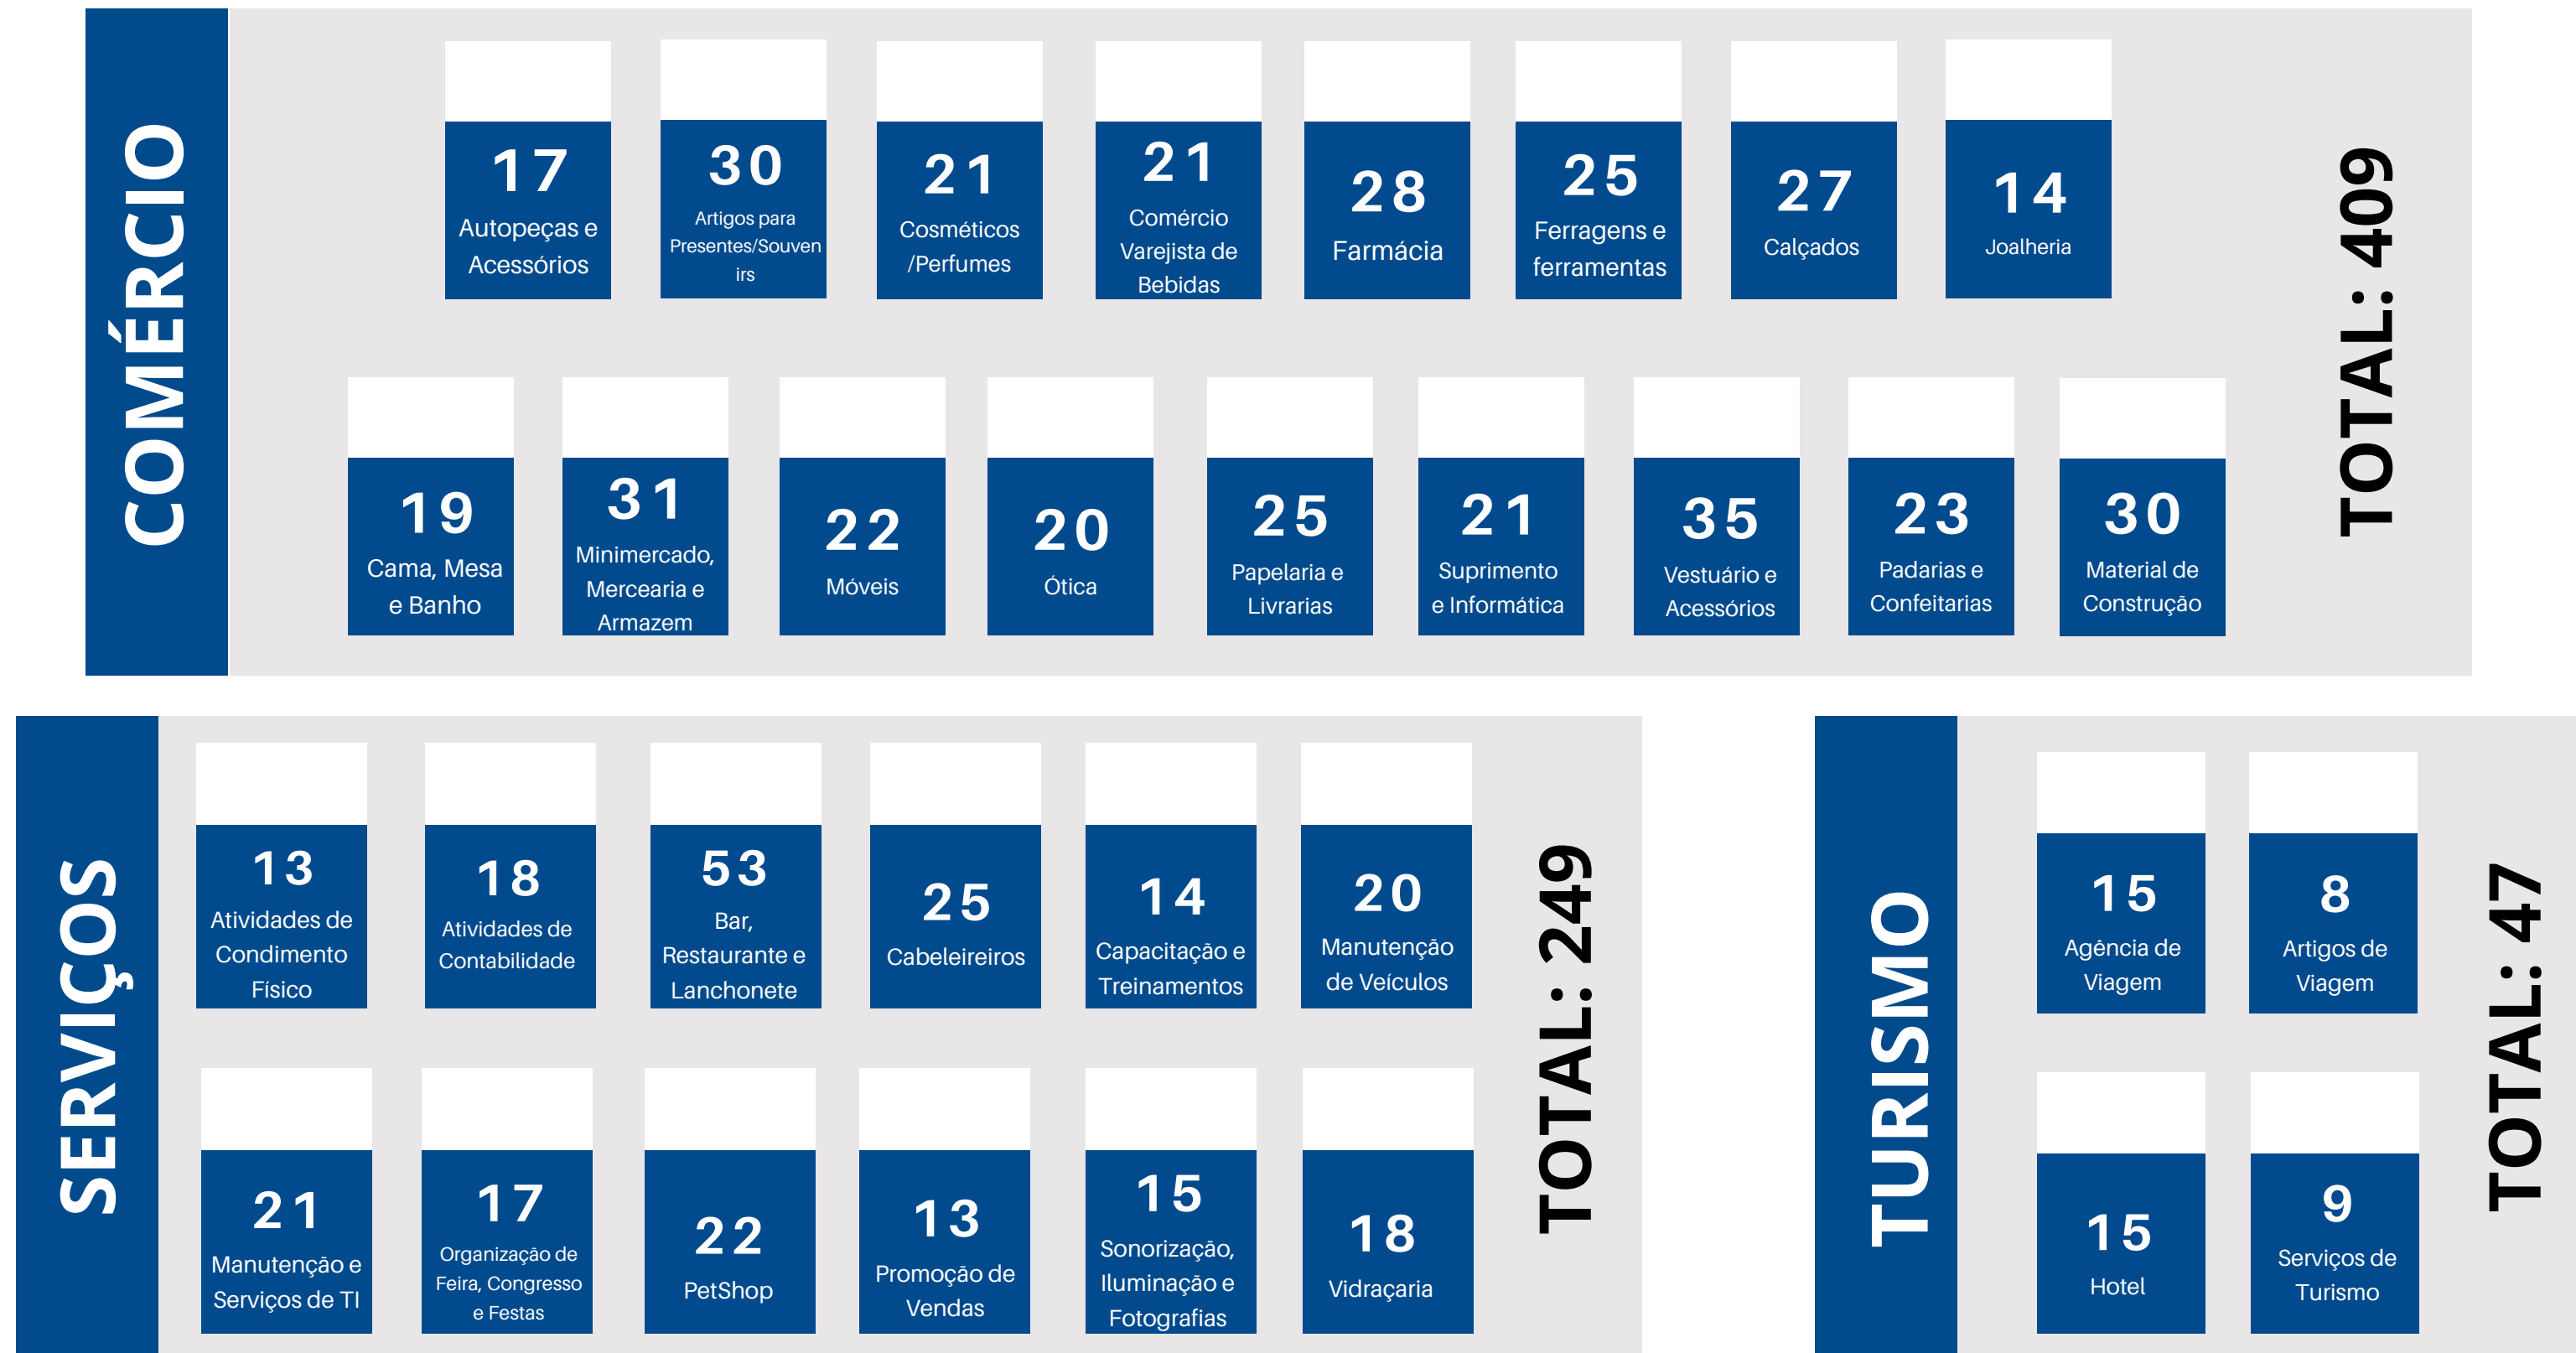 COMÉRCIO
17
Autopeças e
Acessórios
30
Artigos para
Presentes/Souven
irs
21
Cosméticos
/Perfumes
21
Comércio
Varejista de
Bebidas
28
Farmácia
25
Ferragens e
ferramentas
27
Calçados
14
Joalheria
19
Cama, Mesa
e Banho
31
Minimercado,
Mercearia e
Armazem
22
Móveis
20
Ótica
25
Papelaria e
Livrarias
21
Suprimento
e Informática
35
Vestuário e
Acessórios
23
Padarias e
Confeitarias
30
Material de
Construção
TOTAL: 409
SERVIÇOS
13
Atividades de
Condimento
Físico
18
Atividades de
Contabilidade
53
Bar,
Restaurante e
Lanchonete
25
Cabeleireiros
14
Capacitação e
Treinamentos
20
Manutenção
de Veículos
21
Manutenção e
Serviços de TI
17
Organização de
Feira, Congresso
e Festas
22
PetShop
13
Promoção de
Vendas
15
Sonorização,
Iluminação e
Fotografias
18
Vidraçaria
TOTAL: 249
TURISMO
15
Agência de
Viagem
8
Artigos de
Viagem
15
Hotel
9
Serviços de
Turismo
TOTAL: 47